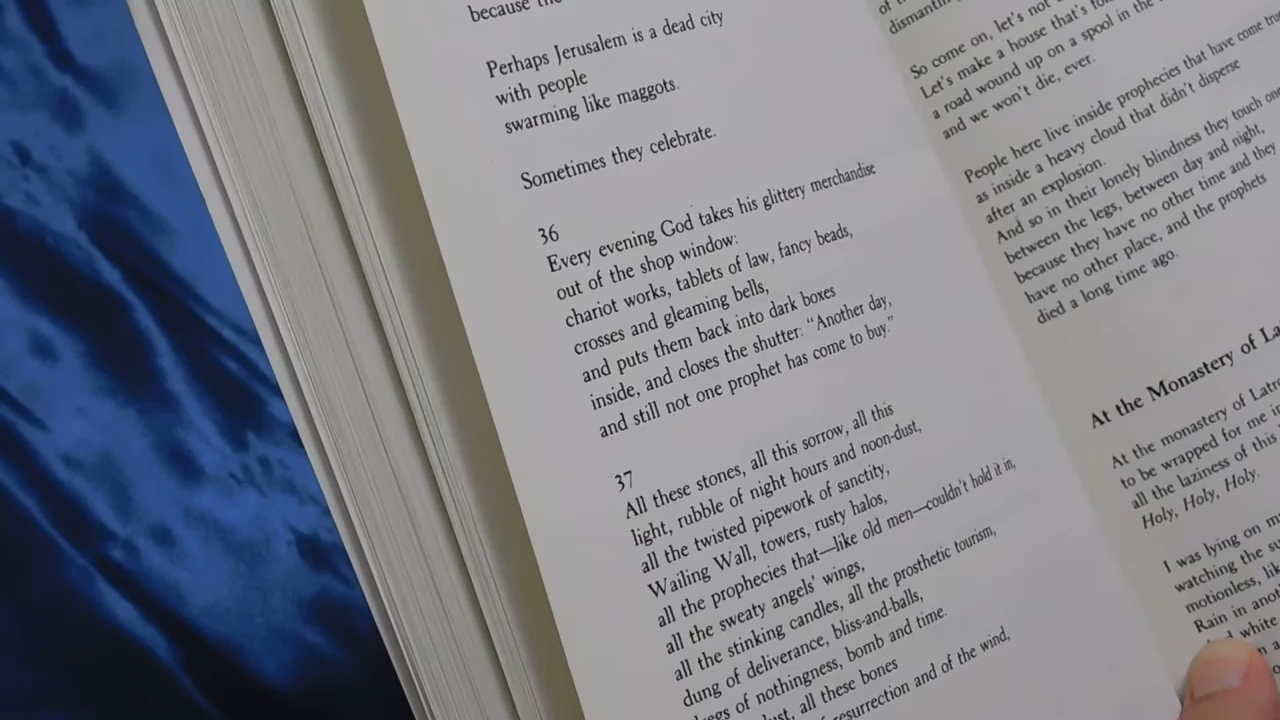 because
Perhaps Jerusalem is a dead city
with people
swarming like maggots.
Sometimes they celebrate.
36
Every evening God takes his glittery merchandise
out of the shop window:
chariot works, tablets of law, fancy beads,
crosses and gleaming bells,
and puts them back into dark boxes
inside, and closes the shutter: "Another day,
and still not one prophet has come to buy."
37
All these stones, all this sorrow, all this
light, rubble of night hours and noon-dust,
all the twisted pipework of sanctity,
Wailing Wall, towers, rusty halos,
all the prophecies that—like old men—couldn't hold it in,
all the sweaty angels' wings,
all the stinking candles, all the prosthetic tourism,
dung of deliverance, bliss-and-balls,
of nothingness, bomb and time.
all these bones
resurrection and of the wind,
of
So come on, let's not
Let's make a house that's
a road wound up on a spool in the
and we won't die, ever.
People here live inside prophecies that have come true
as inside a heavy cloud that didn't disperse
after an explosion.
And so in their lonely blindness they touch one
between the legs, between day and night,
because they have no other time and they
have no other place, and the prophets
died a long time ago.
At the Monastery of
At the monastery of
to be wrapped for me
all the laziness of this
Holy, Holy, Holy.
I was lying on
watching the
motionless,
Rain in
white